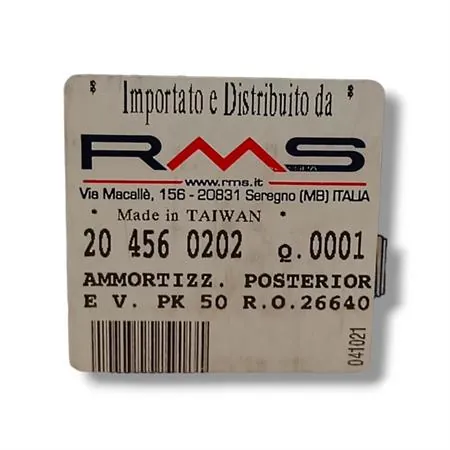 * Importato e Distribuito da *
RMS
www.rms.it
Via Macallè, 156 - 20831 Seregno (MB) ITALIA
* Made in TAIWAN *
20 456 0202 Q.0001
AMMORTIZZ. POSTERIOR
E V. PK 50 R.O.26640
041021